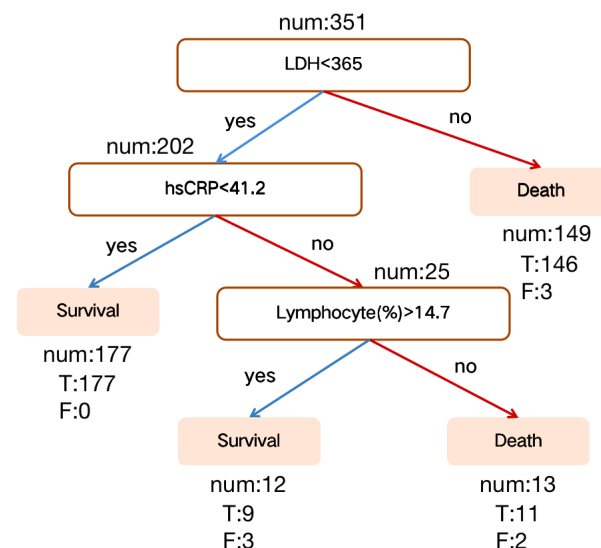 num:351
LDH<365
yes
no
num:202
hsCRP<41.2
Death
num:149
T:146
F:3
yes
no
num:25
Survival
Lymphocyte(%)>14.7
num:177
T:177
F:0
yes
no
Survival
Death
num:12
T:9
F:3
num:13
T:11
F:2